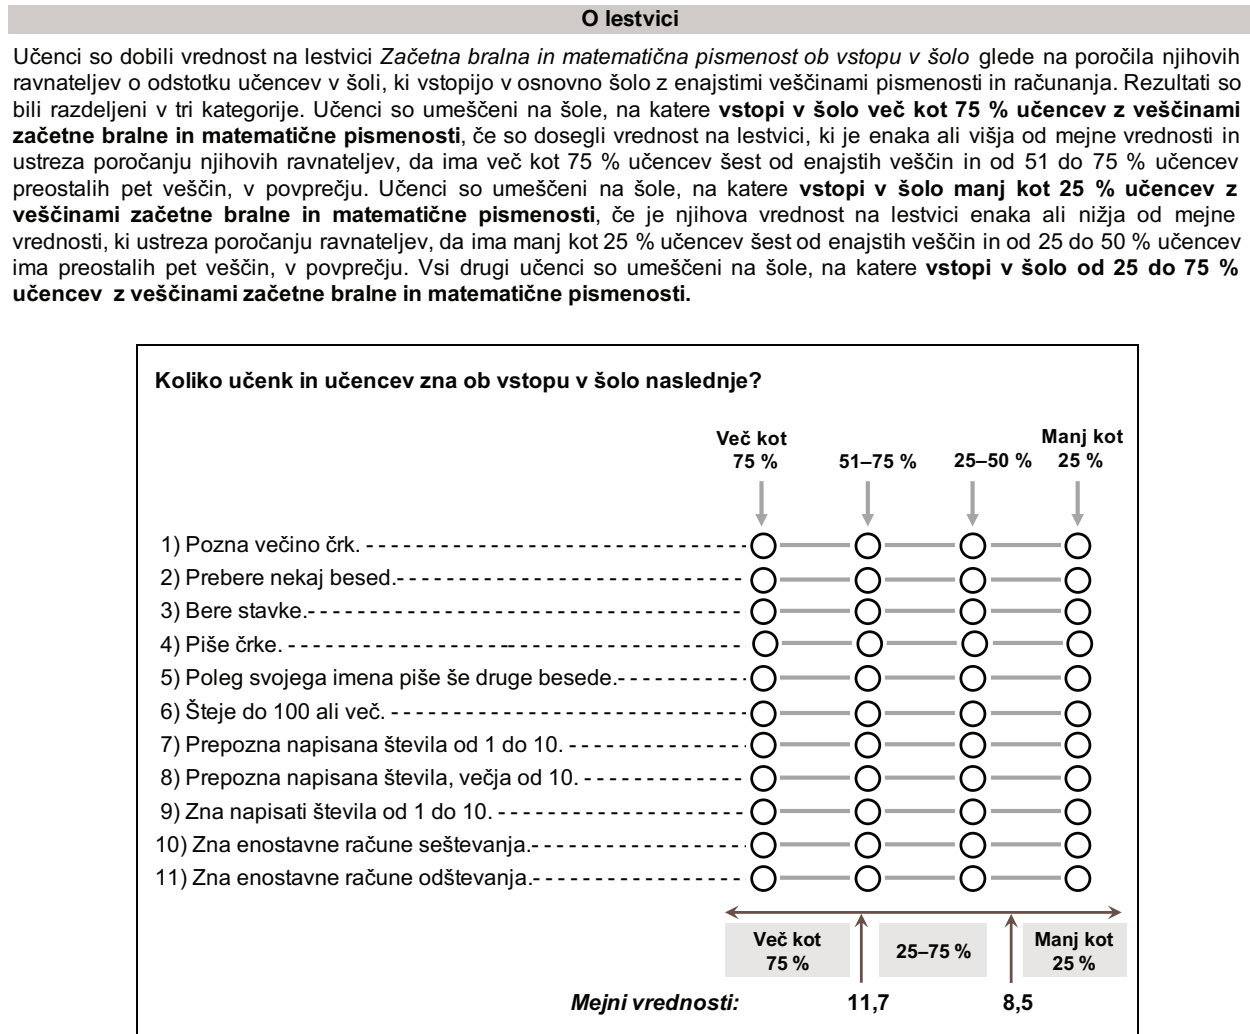 O lestvici
Učenci so dobili vrednost na lestvici Začetna bralna in matematična pismenost ob vstopu v šolo glede na poročila njihovih
ravnateljev o odstotku učencev v šoli, ki vstopijo v osnovno šolo z enajstimi veščinami pismenosti in računanja. Rezultati so
bili razdeljeni v tri kategorije. Učenci so umeščeni na šole, na katere vstopi v šolo več kot 75 % učencev z veščinami
začetne bralne in matematične pismenosti, če so dosegli vrednost na lestvici, ki je enaka ali višja od mejne vrednosti in
ustreza poročanju njihovih ravnateljev, da ima več kot 75 % učencev šest od enajstih veščin in od 51 do 75 % učencev
preostalih pet veščin, v povprečju. Učenci so umeščeni na šole, na katere vstopi v šolo manj kot 25 % učencev z
veščinami začetne bralne in matematične pismenosti, če je njihova vrednost na lestvici enaka ali nižja od mejne
vrednosti, ki ustreza poročanju ravnateljev, da ima manj kot 25 % učencev šest od enajstih veščin in od 25 do 50 % učencev
ima preostalih pet veščin, v povprečju. Vsi drugi učenci so umeščeni na šole, na katere vstopi v šolo od 25 do 75 %
učencev z veščinami začetne bralne in matematične pismenosti.
Koliko učenk in učencev zna ob vstopu v šolo naslednje?
Več kot
75 %
51–75 %
25–50 %
Manj kot
25 %
1) Pozna večino črk.
2) Prebere nekaj besed.
3) Bere stavke.
4) Piše črke.
5) Poleg svojega imena piše še druge besede.
6) Šteje do 100 ali več.
7) Prepozna napisana števila od 1 do 10.
8) Prepozna napisana števila, večja od 10.
9) Zna napisati števila od 1 do 10.
10) Zna enostavne račune seštevanja.
11) Zna enostavne račune odštevanja.
Več kot
75 %
25–75 %
Manj kot
25 %
Mejni vrednosti: 11,7 8,5